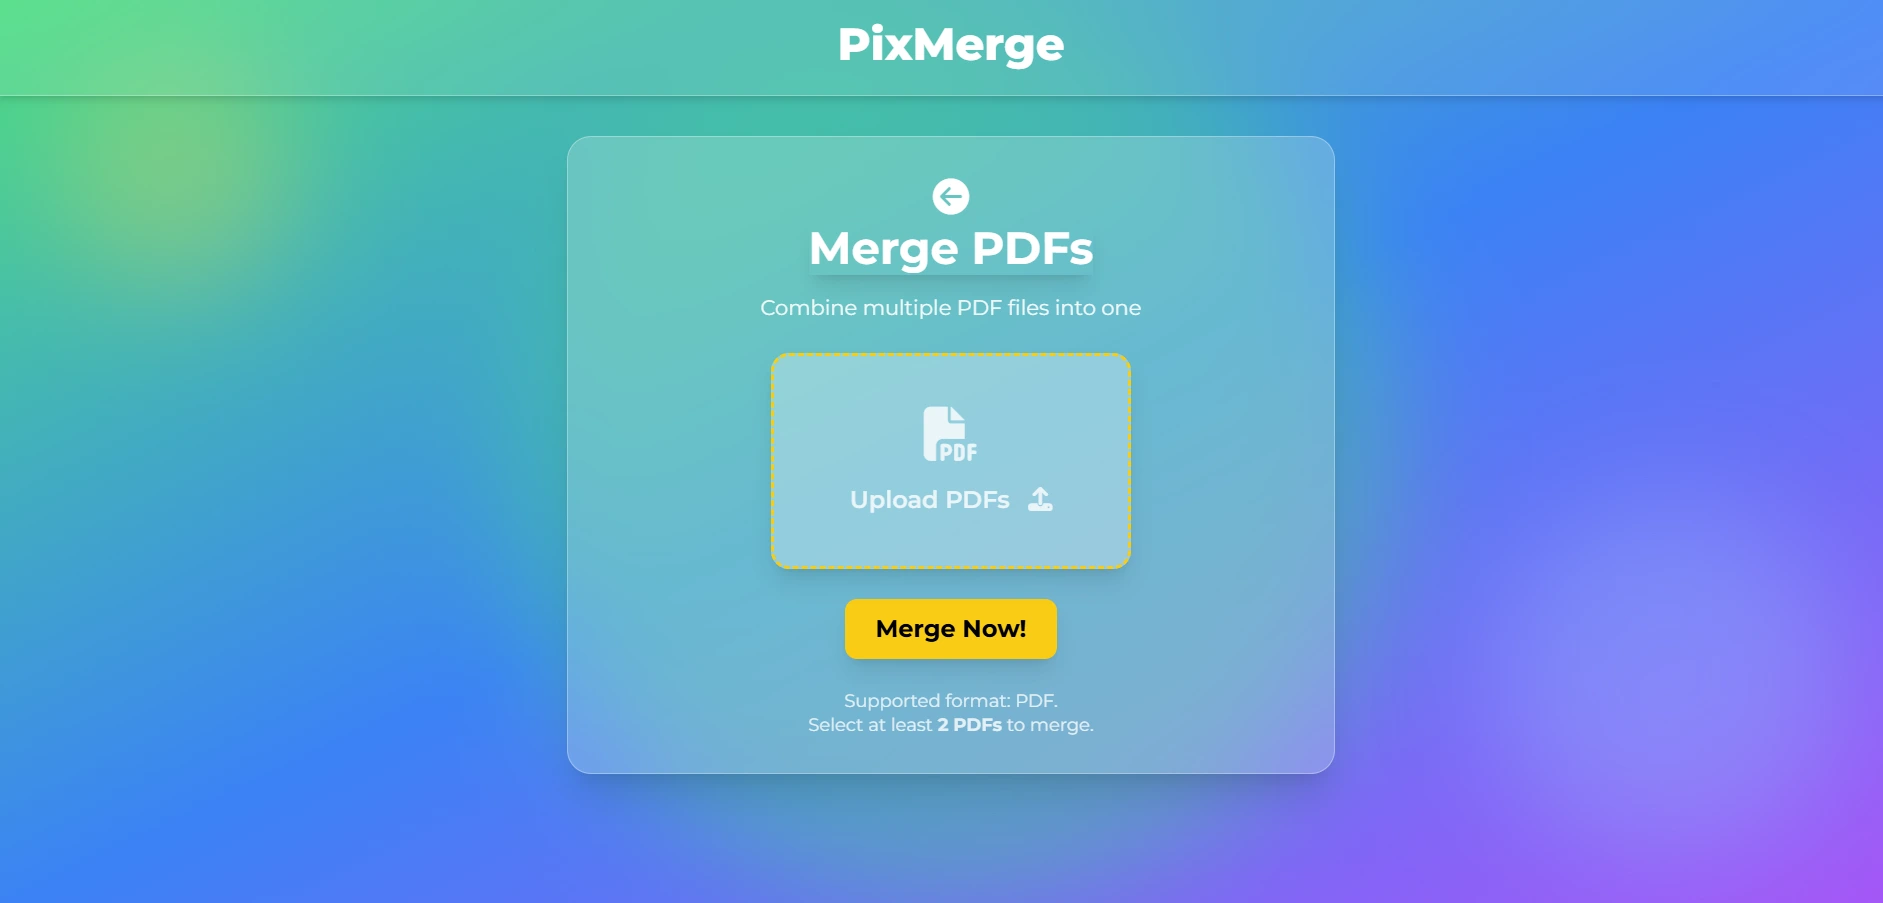 PixMerge
Merge PDFs
Combine multiple PDF files into one
PDF
Upload PDFs
Merge Now!
Supported format: PDF.
Select at least 2 PDFs to merge.